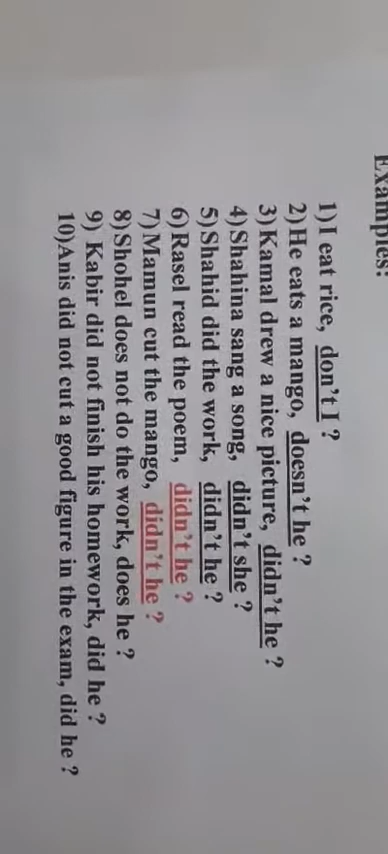 Examples:
1)I eat rice, don't I ?
2)He eats a mango, doesn't he ?
3)Kamal drew a nice picture, didn't he ?
4)Shahina sang a song, didn't she ?
5)Shahid did the work, didn't he ?
6)Rasel read the poem, didn't he ?
7)Mamun cut the mango, didn't he ?
8)Shohel does not do the work, does he ?
9) Kabir did not finish his homework, did he ?
10)Anis did not cut a good figure in the exam, did he ?